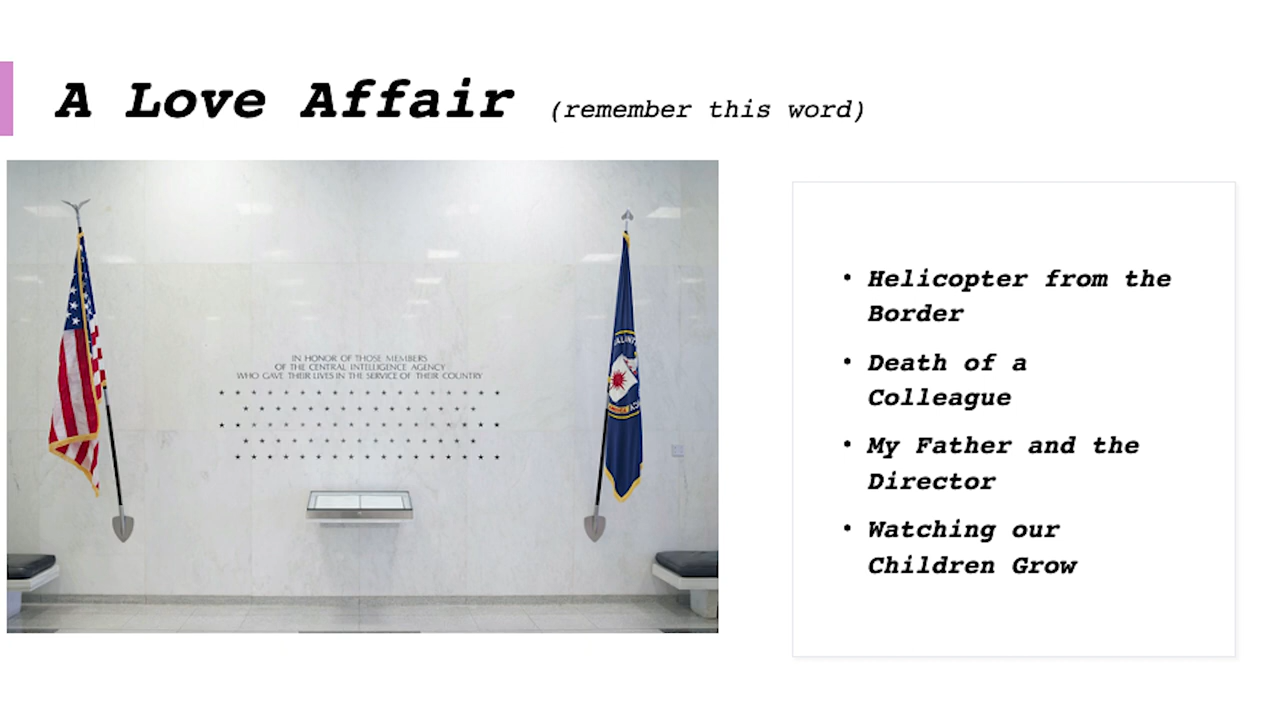 A Love Affair (remember this word)
IN HONOR OF THOSE MEMBERS
OF THE CENTRAL INTELLIGENCE AGENCY
WHO GAVE THEIR LIVES IN THE SERVICE OF THEIR COUNTRY
• Helicopter from the
Border
• Death of a
Colleague
• My Father and the
Director
• Watching our
Children Grow